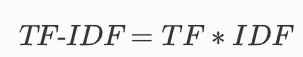 TF-IDF = TF * IDF